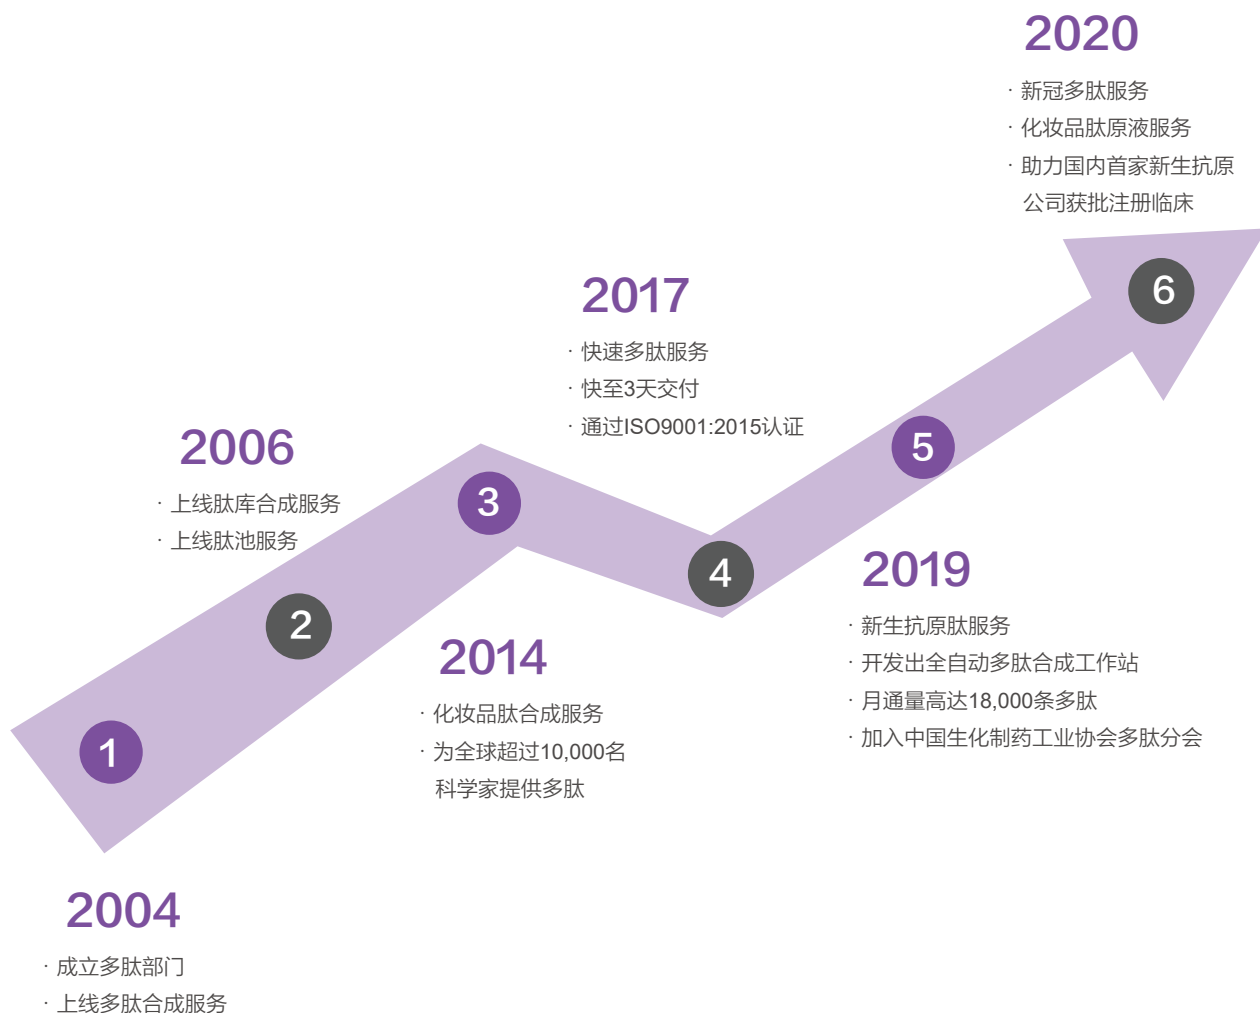 2020
· 新冠多肽服务
· 化妆品肽原液服务
· 助力国内首家新生抗原
公司获批注册临床
6
2017
· 快速多肽服务
· 快至3天交付
· 通过ISO9001:2015认证
5
2006
· 上线肽库合成服务
· 上线肽池服务
3
4
2
2019
· 新生抗原肽服务
· 开发出全自动多肽合成工作站
· 月通量高达18,000条多肽
· 加入中国生化制药工业协会多肽分会
2014
· 化妆品肽合成服务
· 为全球超过10,000名
科学家提供多肽
1
2004
· 成立多肽部门
· 上线多肽合成服务